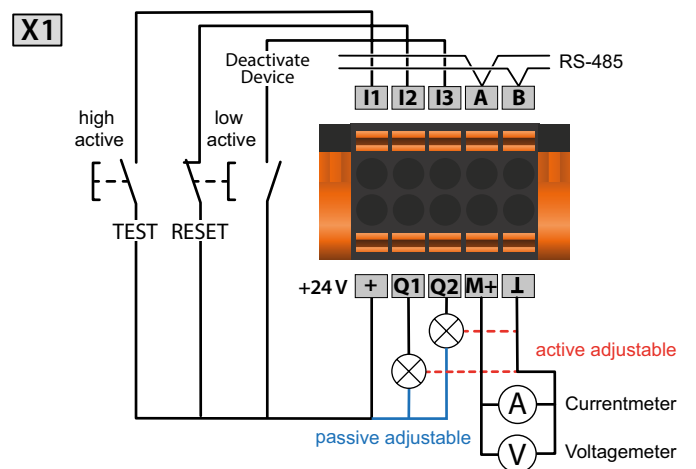 X1
Deactivate
Device
RS-485
I1 I2 I3 A B
high
active
low
active
TEST RESET
+24 V + Q1 Q2 M+ ⊥
active adjustable
passive adjustable
A Currentmeter
V Voltagemeter